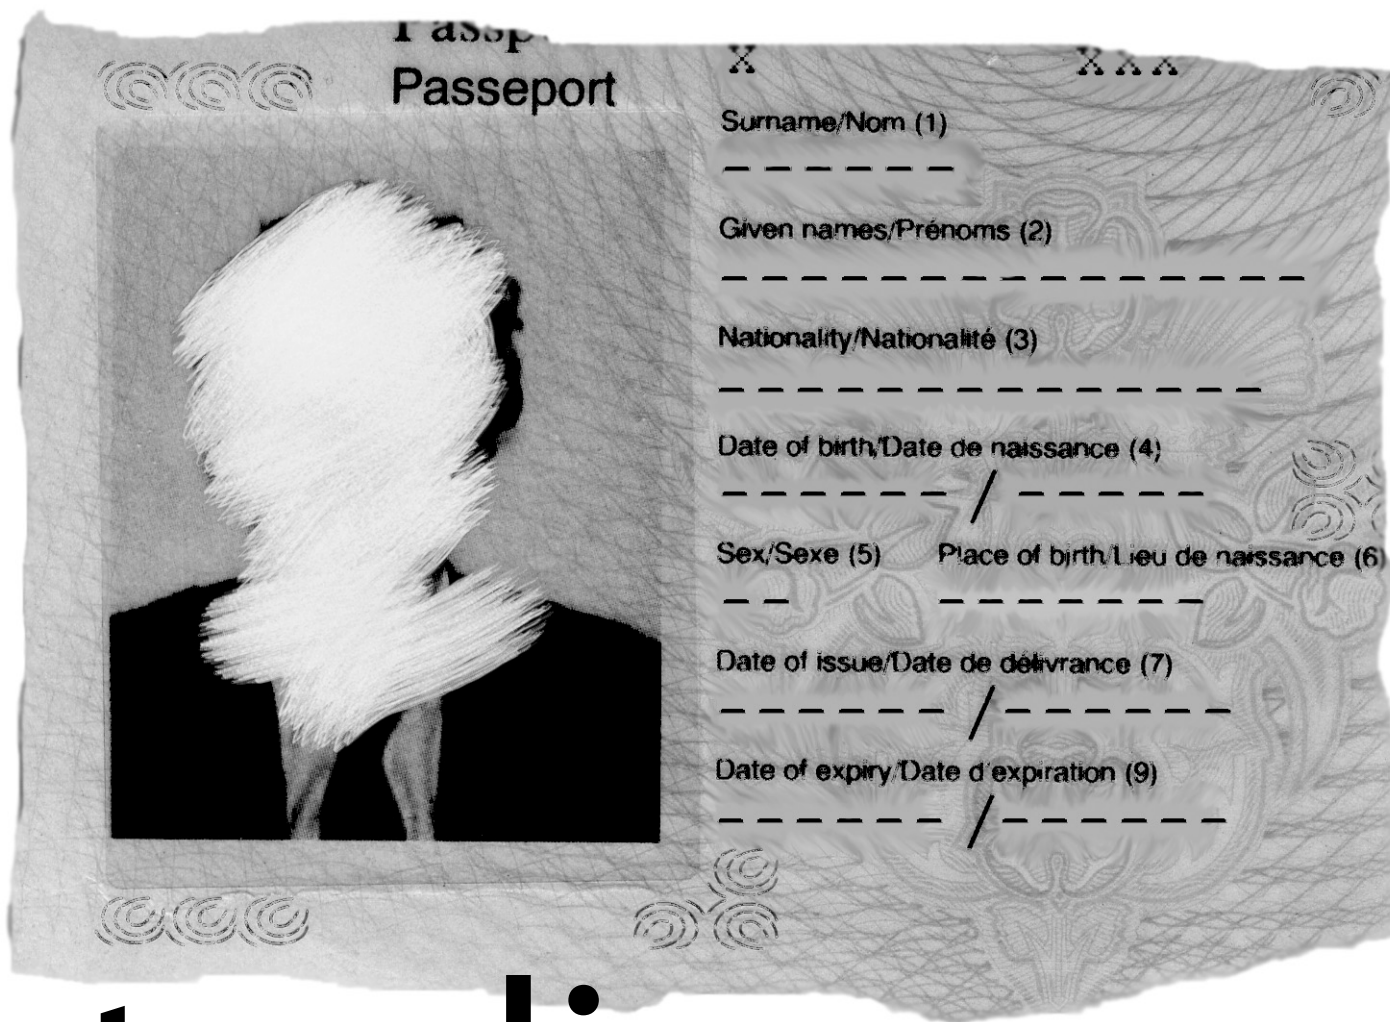 Passeport
X XXX
Surname/Nom (1)
Given names/Prénoms (2)
Nationality/Nationalité (3)
Date of birth/Date de naissance (4)
/
Sex/Sexe (5) Place of birth/Lieu de naissance (6)
Date of issue/Date de délivrance (7)
/
Date of expiry/Date d'expiration (9)
/